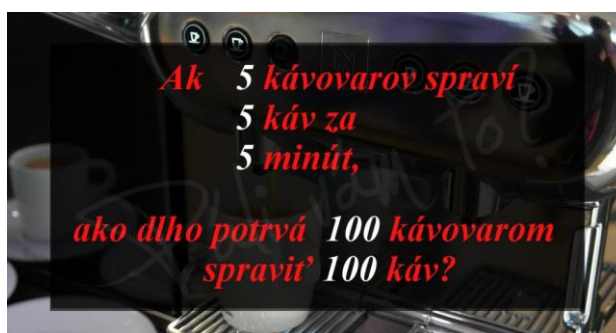 Ak 5 kávovarov spraví
5 káv za
5 minút,
ako dlho potrvá 100 kávovarom
spraviť 100 káv?